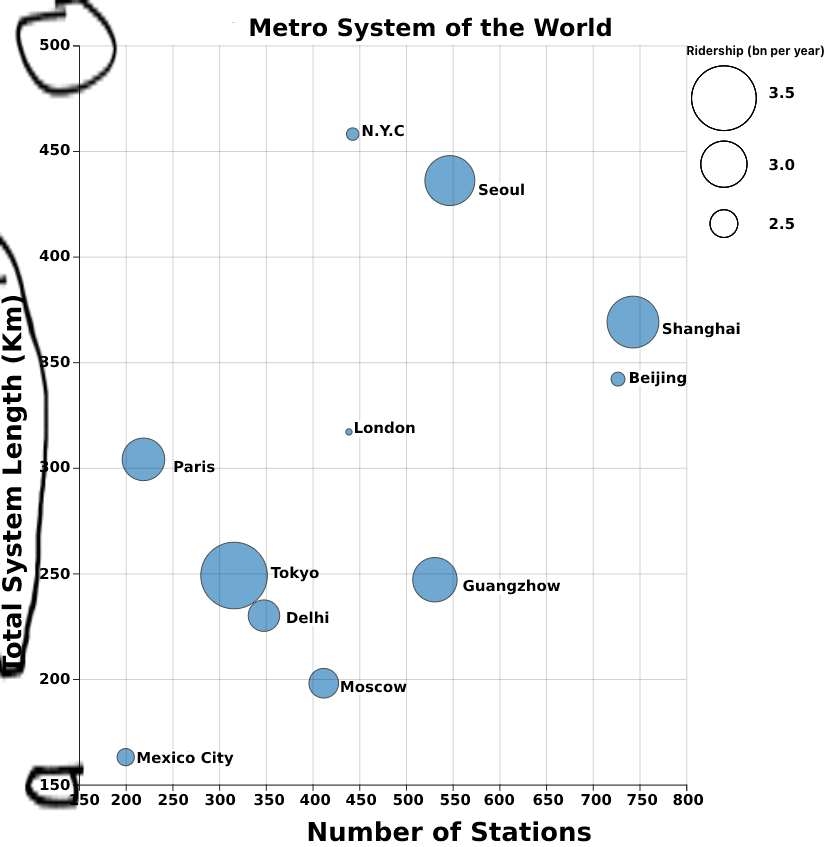 Metro System of the World
Ridership (bn per year)
3.5
3.0
2.5
Total System Length (Km)
500
450
400
350
300
250
200
150
N.Y.C
Seoul
Shanghai
Beijing
London
Paris
Tokyo
Guangzhow
Delhi
Moscow
Mexico City
150 200 250 300 350 400 450 500 550 600 650 700 750 800
Number of Stations